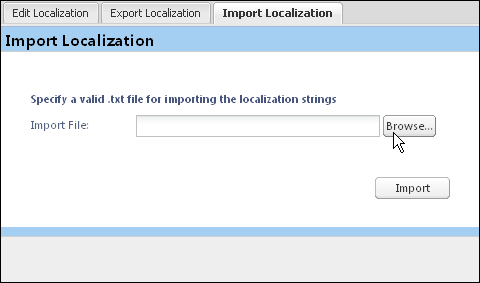 Edit Localization Export Localization Import Localization
Import Localization
Specify a valid .txt file for importing the localization strings
Import File: Browse...
Import